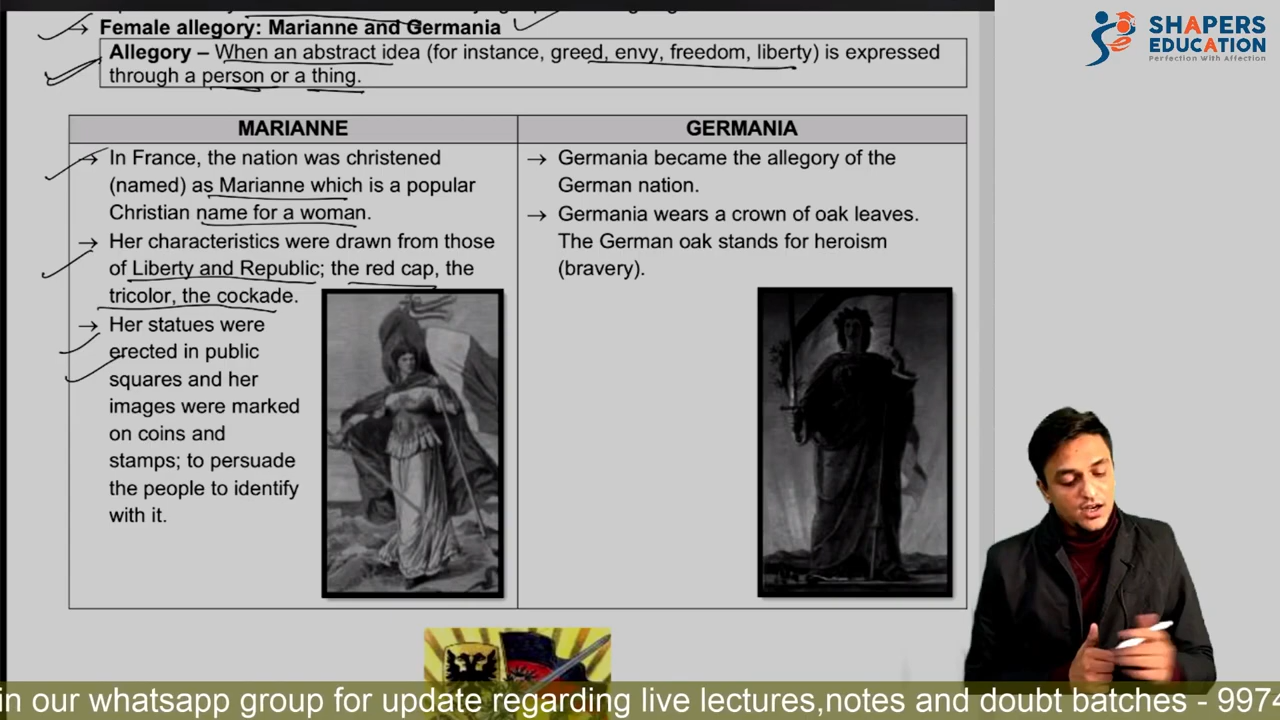 SHAPERS
EDUCATION
Perfection With Affection
→ Female allegory: Marianne and Germania
Allegory – When an abstract idea (for instance, greed, envy, freedom, liberty) is expressed
through a person or a thing.
MARIANNE
→ In France, the nation was christened
(named) as Marianne which is a popular
Christian name for a woman.
→ Her characteristics were drawn from those
of Liberty and Republic; the red cap, the
tricolor, the cockade.
→ Her statues were
erected in public
squares and her
images were marked
on coins and
stamps; to persuade
the people to identify
with it.
GERMANIA
→ Germania became the allegory of the
German nation.
→ Germania wears a crown of oak leaves.
The German oak stands for heroism
(bravery).
in our whatsapp group for update regarding live lectures,notes and doubt batches - 9974